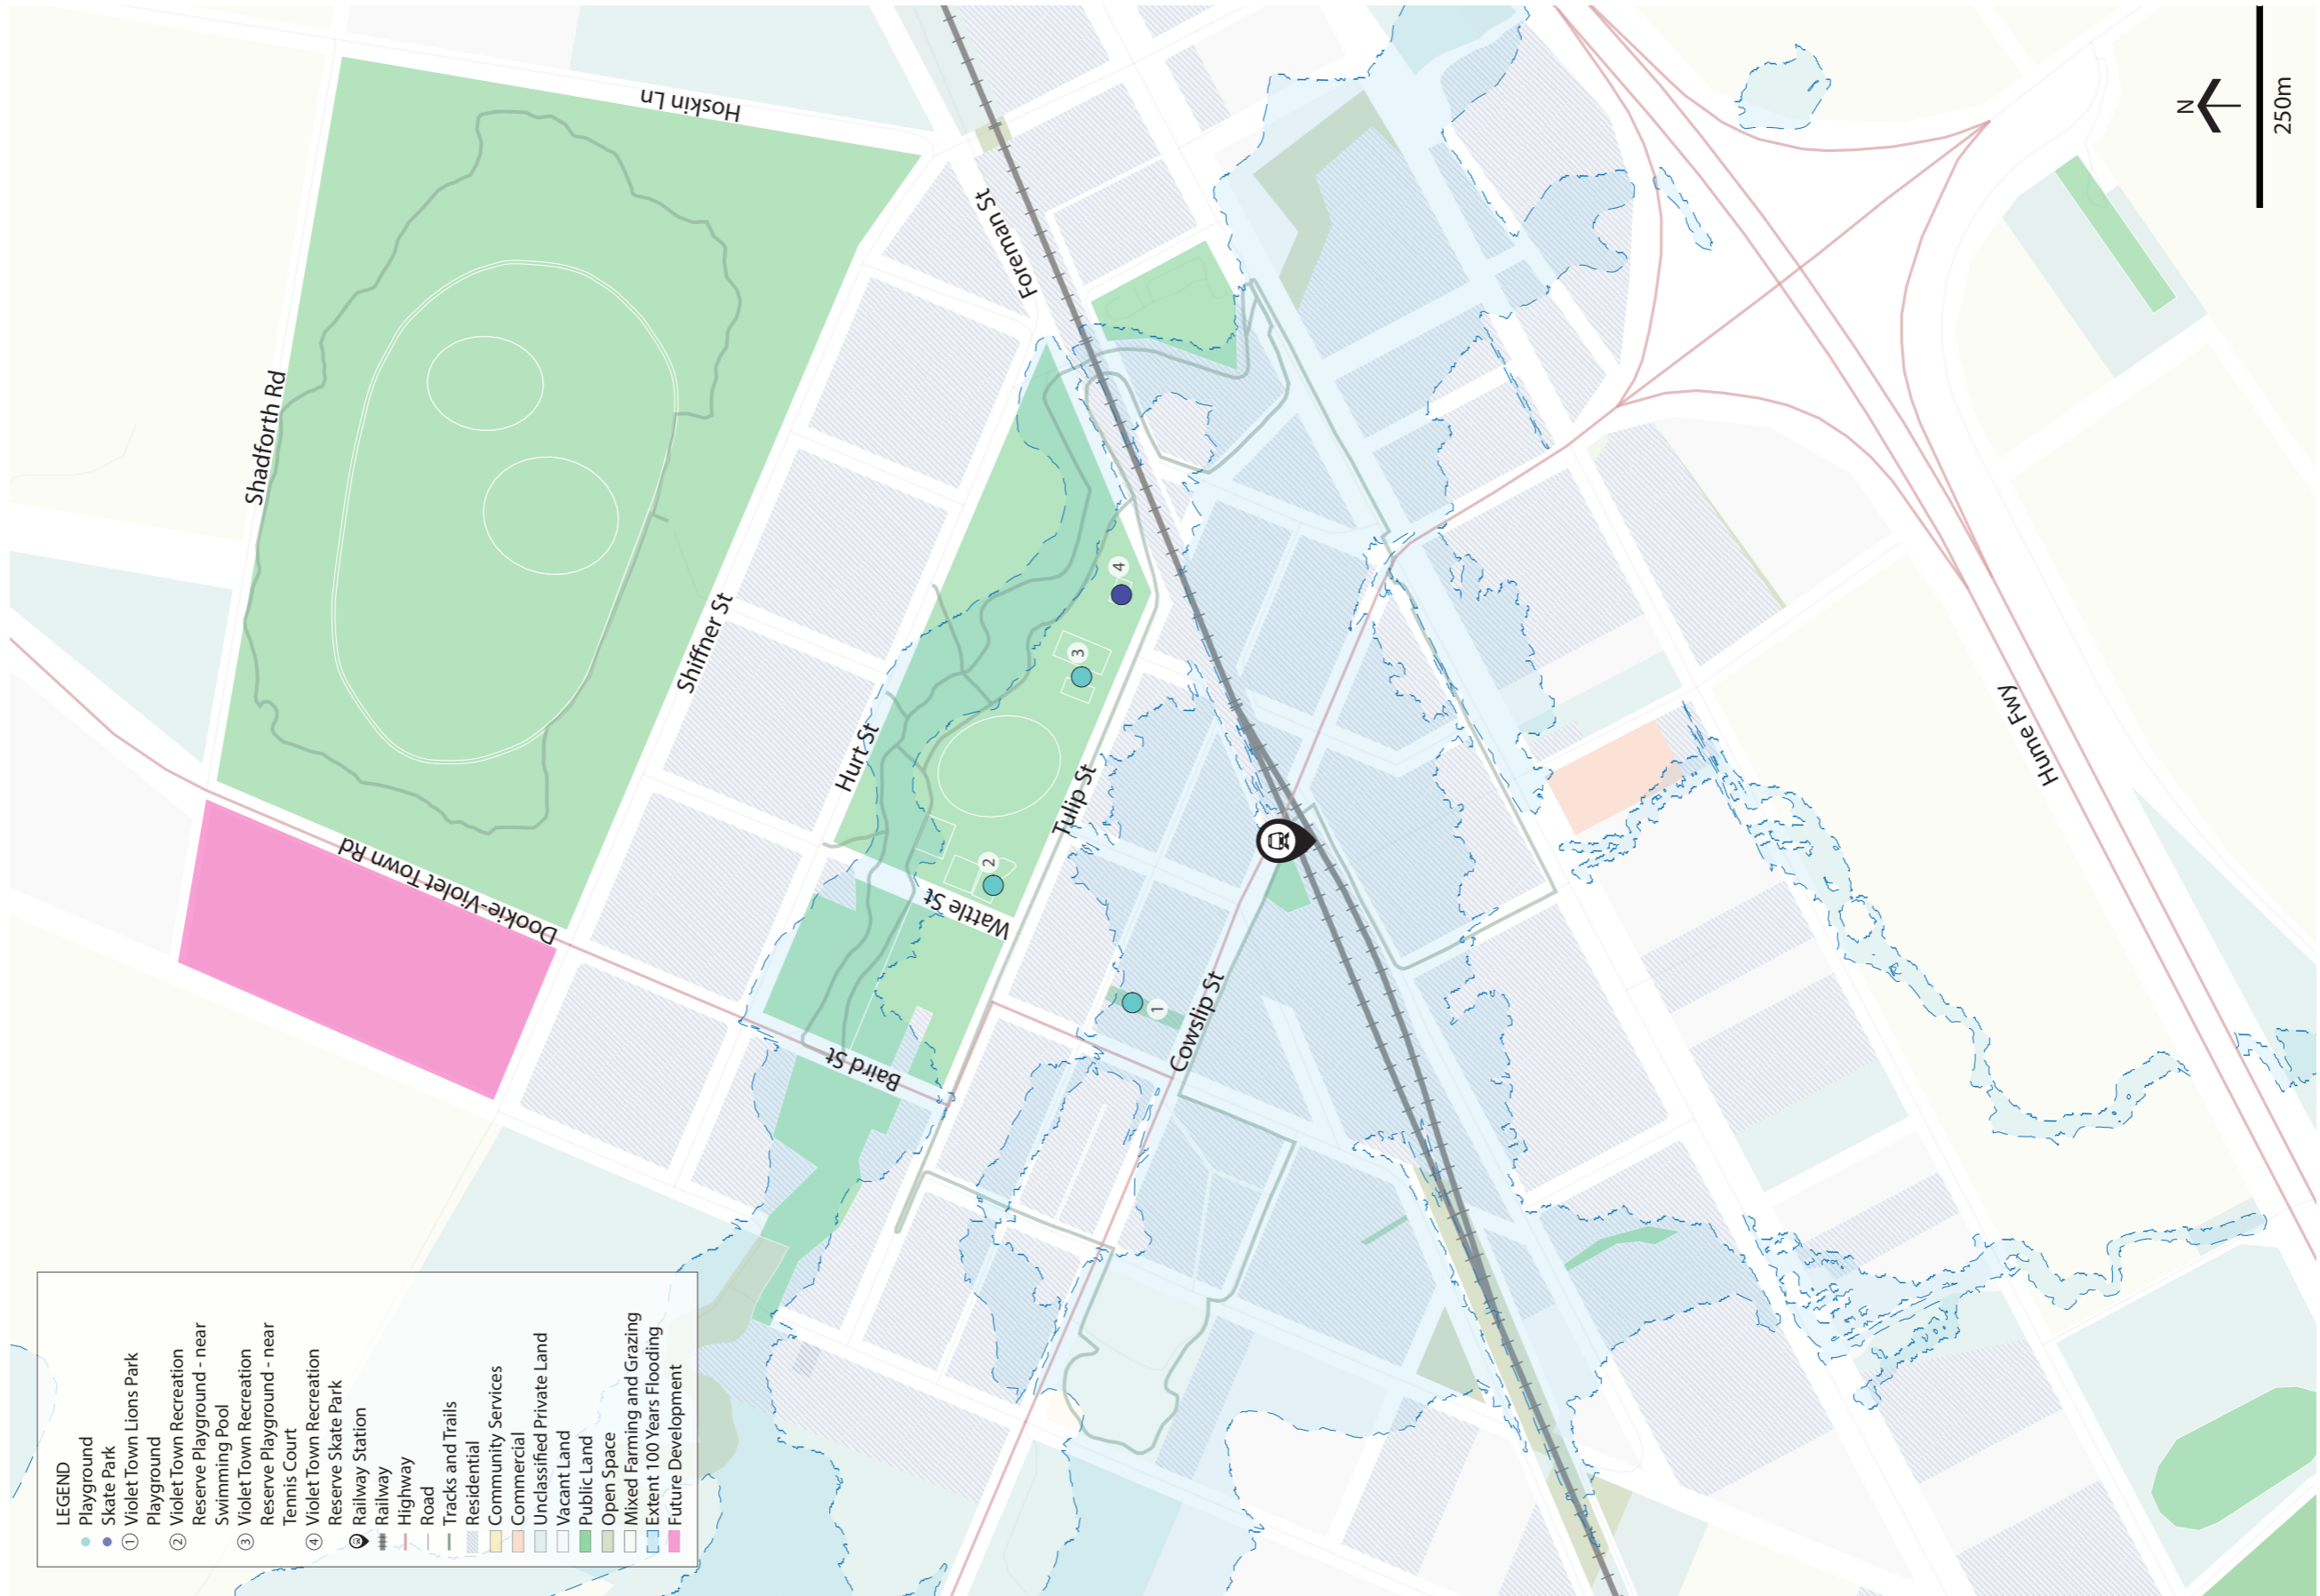 LEGEND
Playground
Skate Park
1 Violet Town Lions Park
Playground
2 Violet Town Recreation
Reserve Playground - near
Swimming Pool
3 Violet Town Recreation
Reserve Playground - near
Tennis Court
4 Violet Town Recreation
Reserve Skate Park
Railway Station
Railway
Highway
Road
Tracks and Trails
Residential
Community Services
Commercial
Unclassified Private Land
Vacant Land
Public Land
Open Space
Mixed Farming and Grazing
Extent 100 Years Flooding
Future Development
Dookie-Violet Town Rd
Shadforth Rd
Hoskin Ln
Shiffner St
Foreman St
Hurt St
Baird St
Wattle St
Tulip St
Cowslip St
Hume Fwy
1
2
3
4
N
250m